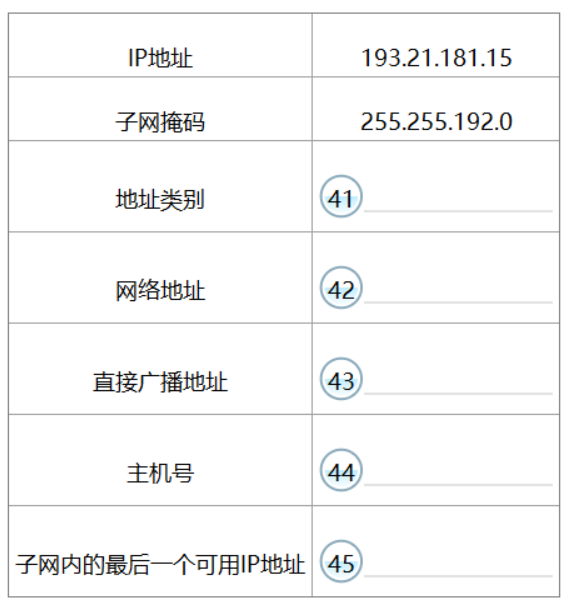 IP地址 193.21.181.15
子网掩码 255.255.192.0
地址类别 41
网络地址 42
直接广播地址 43
主机号 44
子网内的最后一个可用IP地址 45